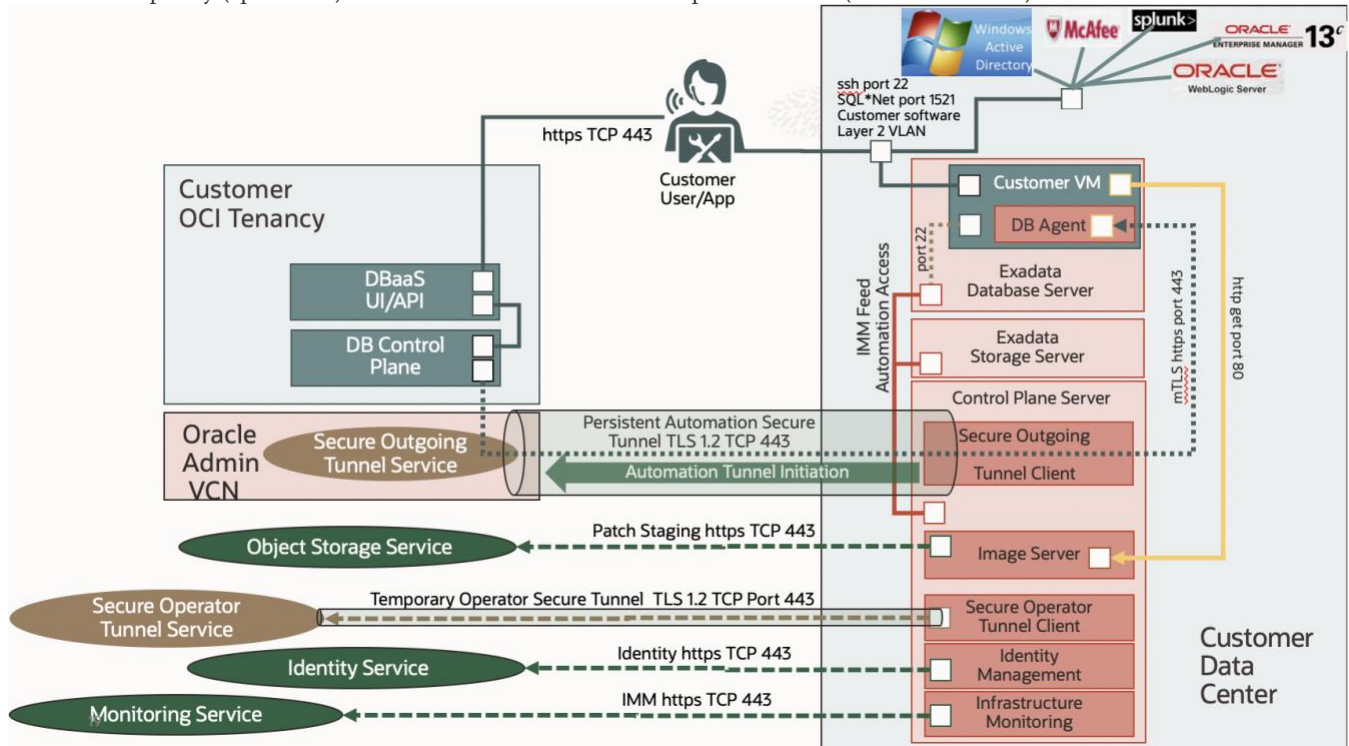 Windows
Active
Directory
McAfee
splunk>
ORACLE
ENTERPRISE MANAGER 13c
ORACLE
WebLogic Server
ssh port 22
SQL*Net port 1521
Customer software
Layer 2 VLAN
https TCP 443
Customer
User/App
Customer
OCI Tenancy
DBaaS
UI/API
DB Control
Plane
Customer VM
DB Agent
port 22
Exadata
Database Server
IMM Feed
Automation Access
Exadata
Storage Server
mTLS https port 443
http get port 80
Control Plane Server
Oracle
Admin
VCN
Secure Outgoing
Tunnel Service
Persistent Automation Secure
Tunnel TLS 1.2 TCP 443
Automation Tunnel Initiation
Secure Outgoing
Tunnel Client
Object Storage Service
Patch Staging https TCP 443
Image Server
Secure Operator
Tunnel Service
Temporary Operator Secure Tunnel TLS 1.2 TCP Port 443
Secure Operator
Tunnel Client
Identity Service
Identity https TCP 443
Identity
Management
Monitoring Service
IMM https TCP 443
Infrastructure
Monitoring
Customer
Data
Center